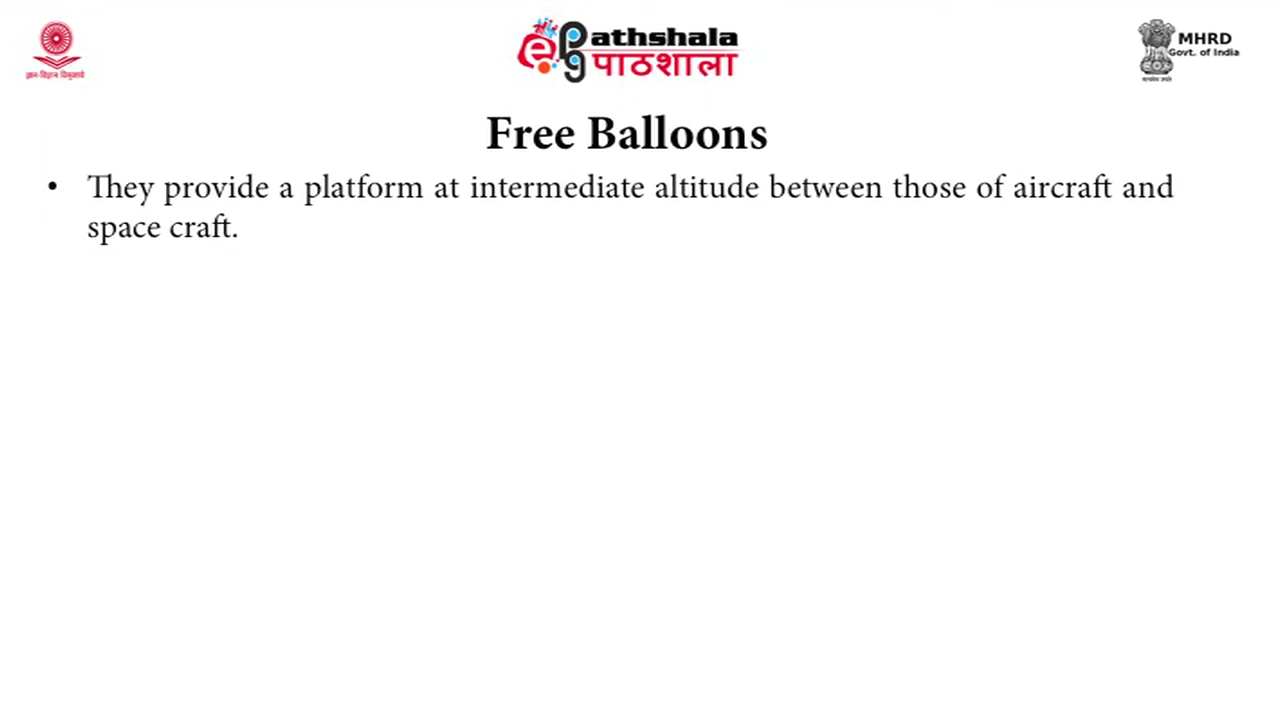 athshala
पाठशाला
MHRD
Govt. of India
Free Balloons
• They provide a platform at intermediate altitude between those of aircraft and
space craft.